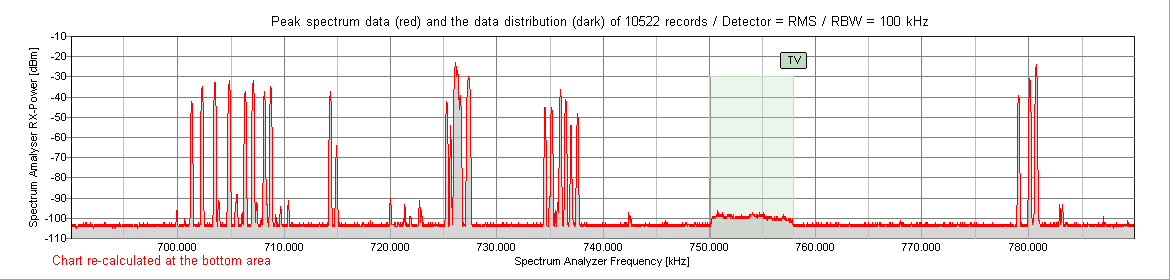 Peak spectrum data (red) and the data distribution (dark) of 10522 records / Detector = RMS / RBW = 100 kHz
-10
TV
-20
-30
-40
-50
-60
-70
-80
-90
-100
-110
Spectrum Analyser RX-Power [dBm]
700.000 710.000 720.000 730.000 740.000 750.000 760.000 770.000 780.000
Chart re-calculated at the bottom area
Spectrum Analyzer Frequency [kHz]